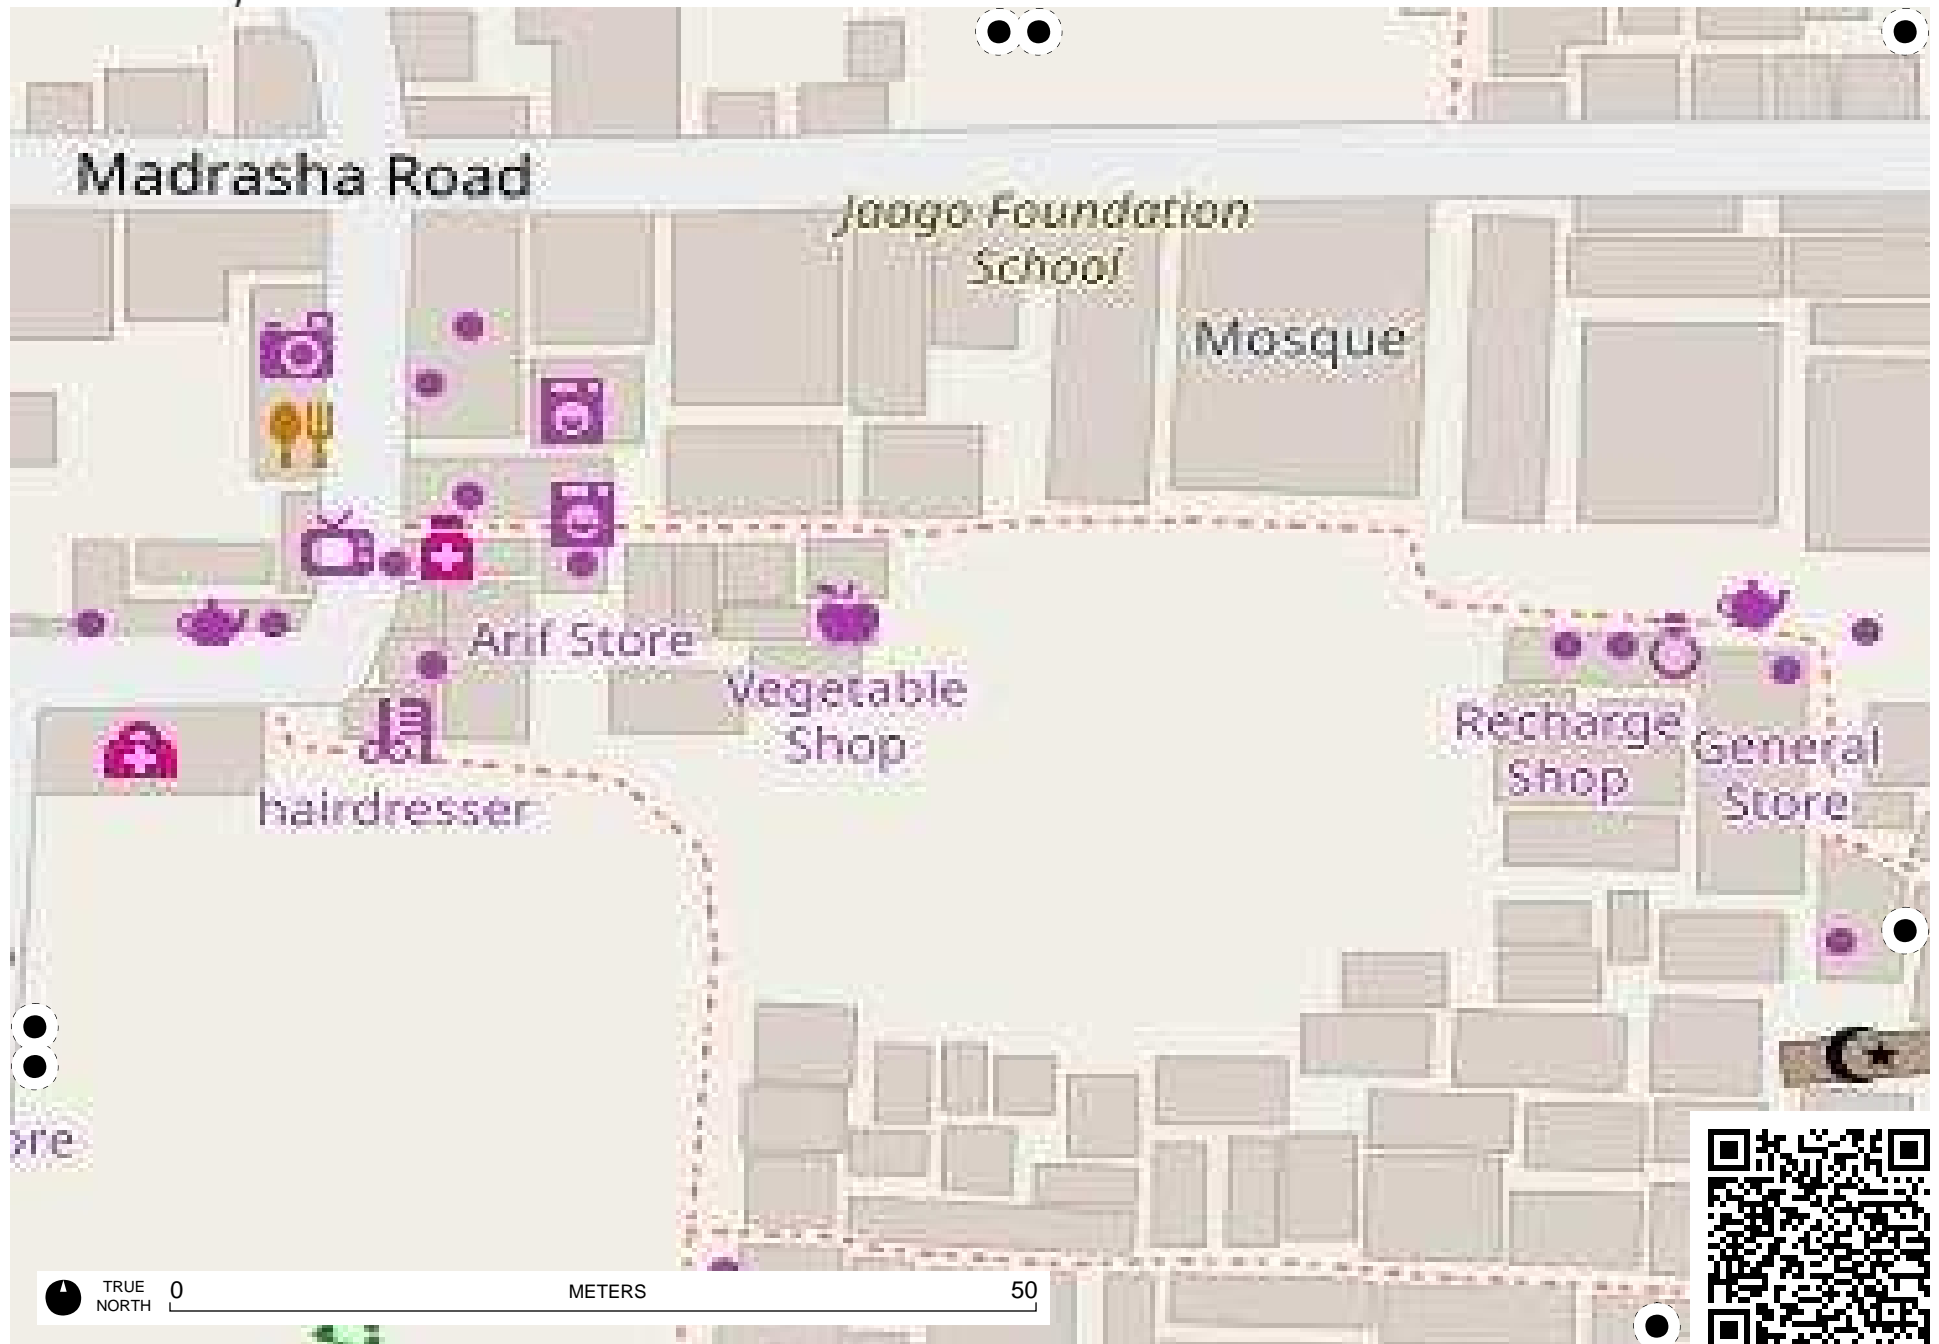 Madrasha Road
Jaago Foundation
School
Mosque
Arif Store
Vegetable
Shop
Recharge
Shop
General
Store
hairdresser
ore
TRUE
NORTH
0
METERS
50